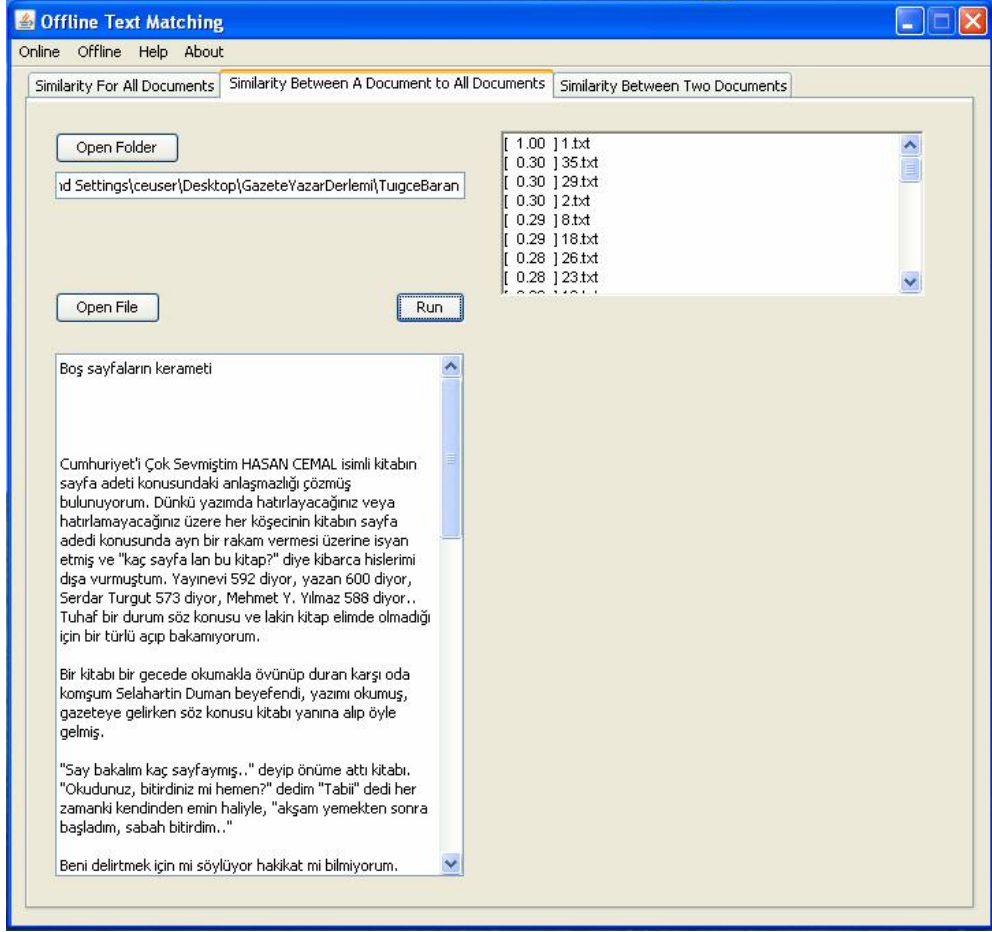 Offline Text Matching
Online Offline Help About
Similarity For All Documents Similarity Between A Document to All Documents Similarity Between Two Documents
Open Folder
nd Settings\ceuser\Desktop\GazeteYazarDerlemi\TuıgceBaran
[ 1.00 ] 1.txt
[ 0.30 ] 35.txt
[ 0.30 ] 29.txt
[ 0.30 ] 2.txt
[ 0.29 ] 8.txt
[ 0.29 ] 18.txt
[ 0.28 ] 26.txt
[ 0.28 ] 23.txt
Open File
Run
Boş sayfaların kerameti
Cumhuriyet'i Çok Sevmiştim HASAN CEMAL isimli kitabın
sayfa adeti konusundaki anlaşmazlığı çözmüş
bulunuyorum. Dünkü yazımda hatırlayacağınız veya
hatırlamayacağınız üzere her köşecinin kitabın sayfa
adedi konusunda ayn bir rakam vermesi üzerine isyan
etmiş ve "kaç sayfa lan bu kitap?" diye kibarca hislerimi
dışa vurmuştum. Yayınevi 592 diyor, yazan 600 diyor,
Serdar Turgut 573 diyor, Mehmet Y. Yılmaz 588 diyor..
Tuhaf bir durum söz konusu ve lakin kitap elimde olmadığı
için bir türlü açıp bakamıyorum.
Bir kitabı bir gecede okumakla övünüp duran karşı oda
komşum Selahartin Duman beyefendi, yazımı okumuş,
gazeteye gelirken söz konusu kitabı yanına alıp öyle
gelmiş.
"Say bakalım kaç sayfaymış.." deyip önüme attı kitabı.
"Okudunuz, bitirdiniz mi hemen?" dedim "Tabii" dedi her
zamanki kendinden emin haliyle, "akşam yemekten sonra
başladım, sabah bitirdim.."
Beni delirtmek için mi söylüyor hakikat mi bilmiyorum.